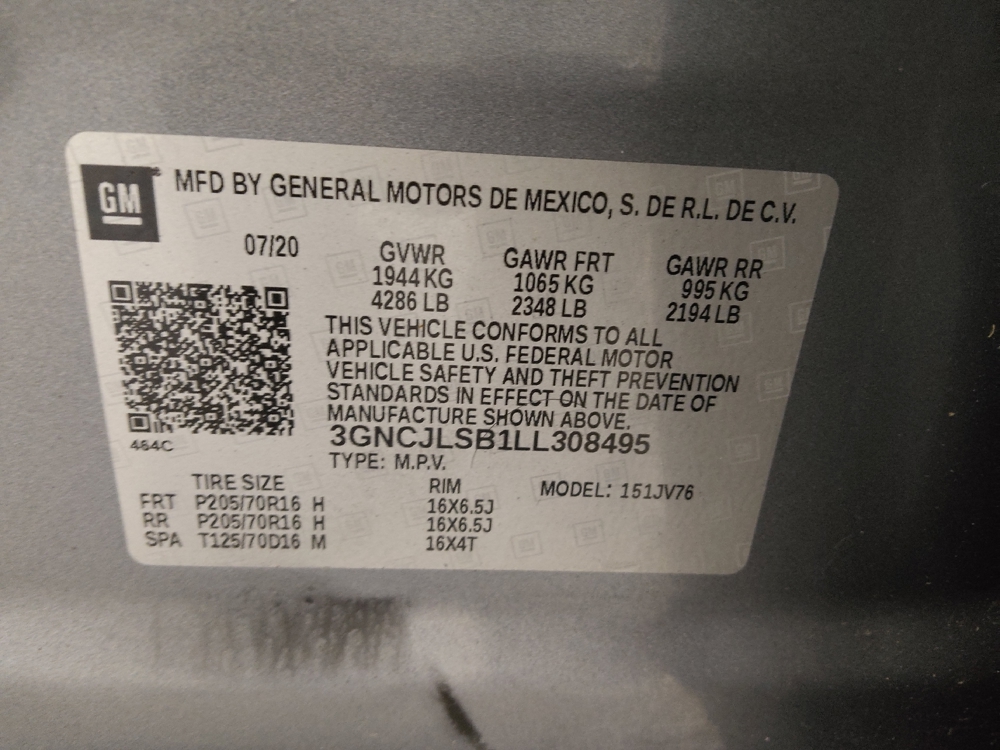 GM
MFD BY GENERAL MOTORS DE MEXICO, S. DE R.L. DE C.V.
07/20 GVWR GAWR FRT GAWR RR
1944 KG 1065 KG 995 KG
4286 LB 2348 LB 2194 LB
THIS VEHICLE CONFORMS TO ALL
APPLICABLE U.S. FEDERAL MOTOR
VEHICLE SAFETY AND THEFT PREVENTION
STANDARDS IN EFFECT ON THE DATE OF
MANUFACTURE SHOWN ABOVE.
464C 3GNCJLSB1LL308495
TYPE: M.P.V.
TIRE SIZE RIM MODEL: 151JV76
FRT P205/70R16 H 16X6.5J
RR P205/70R16 H 16X6.5J
SPA T125/70D16 M 16X4T